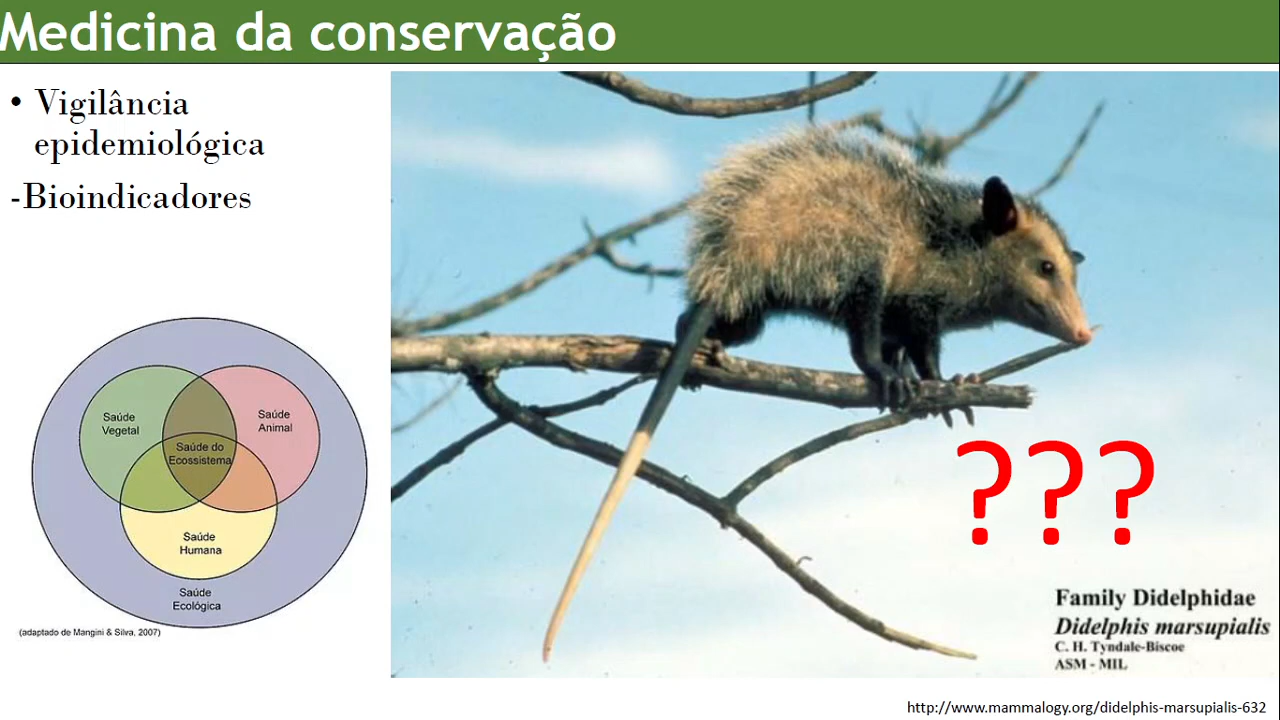 Medicina da conservação
• Vigilância
epidemiológica
-Bioindicadores
Saúde
Vegetal
Saúde
Animal
Saúde do
Ecossistema
Saúde
Humana
Saúde
Ecológica
(adaptado de Mangini & Silva, 2007)
???
Family Didelphidae
Didelphis marsupialis
C. H. Tyndale-Biscoe
ASM - MIL
http://www.mammalogy.org/didelphis-marsupialis-632